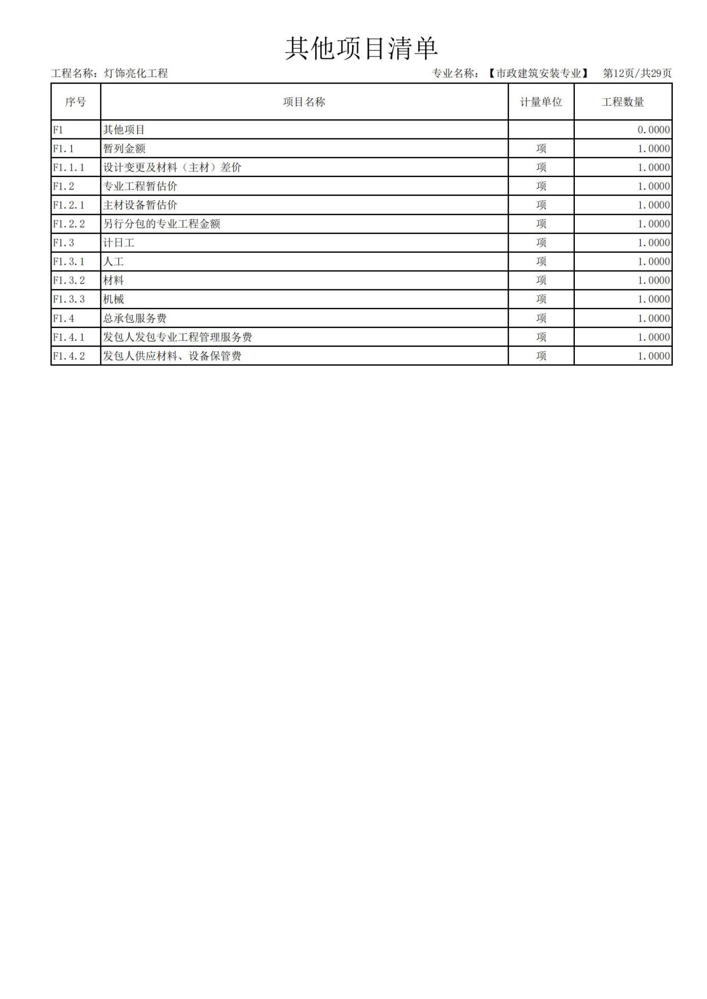 其他项目清单
工程名称：灯饰亮化工程 专业名称：【市政建筑安装专业】 第12页/共29页
序号 项目名称 计量单位 工程数量
F1 其他项目 0.0000
F1.1 暂列金额 项 1.0000
F1.1.1 设计变更及材料（主材）差价 项 1.0000
F1.2 专业工程暂估价 项 1.0000
F1.2.1 主材设备暂估价 项 1.0000
F1.2.2 另行分包的专业工程金额 项 1.0000
F1.3 计日工 项 1.0000
F1.3.1 人工 项 1.0000
F1.3.2 材料 项 1.0000
F1.3.3 机械 项 1.0000
F1.4 总承包服务费 项 1.0000
F1.4.1 发包人发包专业工程管理服务费 项 1.0000
F1.4.2 发包人供应材料、设备保管费 项 1.0000